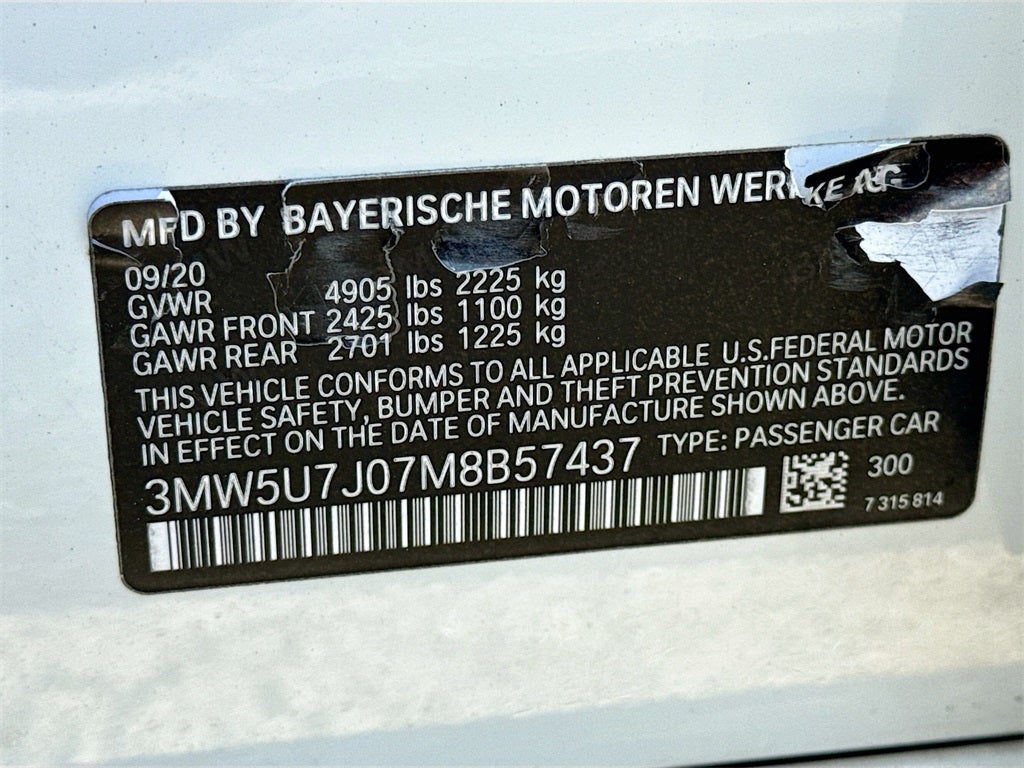 MFD BY BAYERISCHE MOTOREN WERKE AG
09/20
GVWR 4905 lbs 2225 kg
GAWR FRONT 2425 lbs 1100 kg
GAWR REAR 2701 lbs 1225 kg
THIS VEHICLE CONFORMS TO ALL APPLICABLE U.S.FEDERAL MOTOR
VEHICLE SAFETY, BUMPER AND THEFT PREVENTION STANDARDS
IN EFFECT ON THE DATE OF MANUFACTURE SHOWN ABOVE.
3MW5U7J07M8B57437 TYPE: PASSENGER CAR
300
7 315 814